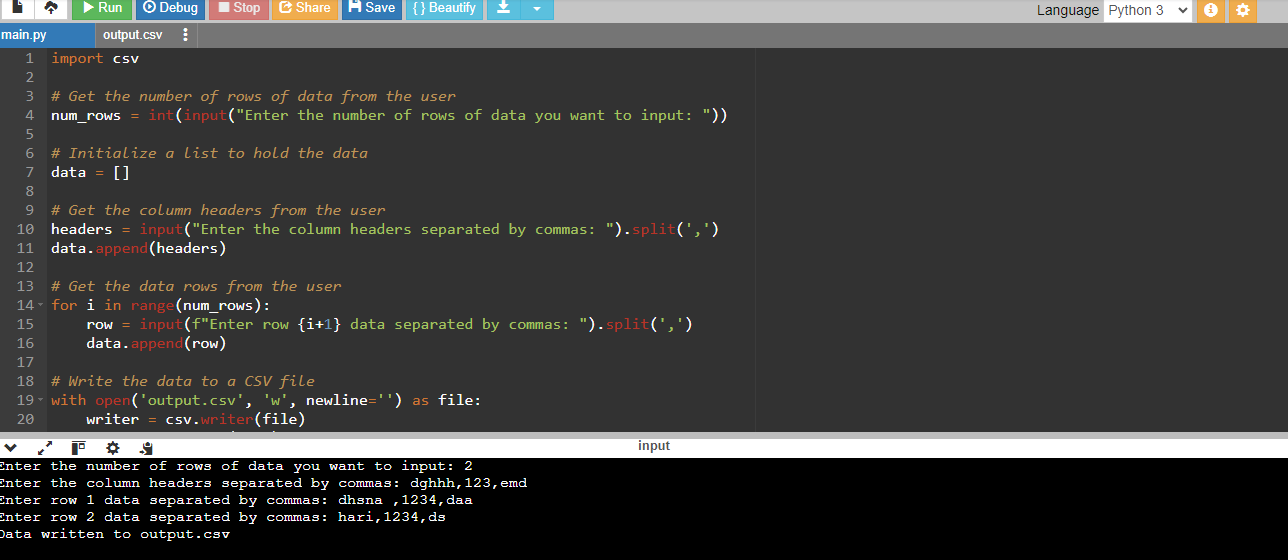 Run Debug Stop Share Save { } Beautify
Language Python 3
main.py output.csv
1 import csv
2
3 # Get the number of rows of data from the user
4 num_rows = int(input("Enter the number of rows of data you want to input: "))
5
6 # Initialize a list to hold the data
7 data = []
8
9 # Get the column headers from the user
10 headers = input("Enter the column headers separated by commas: ").split(',')
11 data.append(headers)
12
13 # Get the data rows from the user
14 for i in range(num_rows):
15 row = input(f"Enter row {i+1} data separated by commas: ").split(',')
16 data.append(row)
17
18 # Write the data to a CSV file
19 with open('output.csv', 'w', newline='') as file:
20 writer = csv.writer(file)
input
Enter the number of rows of data you want to input: 2
Enter the column headers separated by commas: dghhh,123,emd
Enter row 1 data separated by commas: dhsna ,1234,daa
Enter row 2 data separated by commas: hari,1234,ds
Data written to output.csv